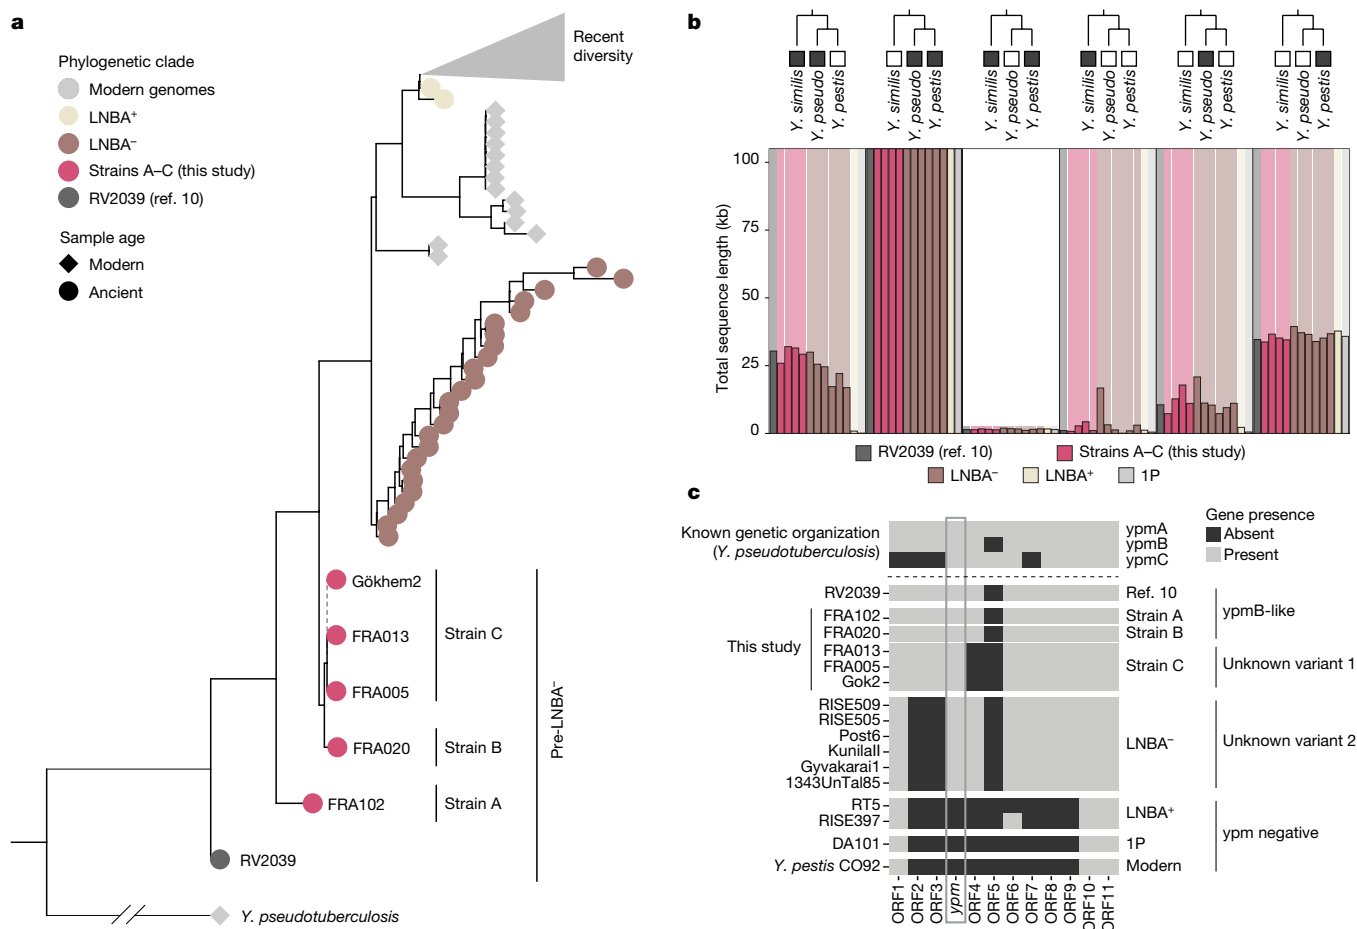 a
Phylogenetic clade
Modern genomes
LNBA+
LNBA−
Strains A–C (this study)
RV2039 (ref. 10)
Sample age
Modern
Ancient
Recent
diversity
Gökhem2
FRA013
FRA005
FRA020
FRA102
RV2039
Y. pseudotuberculosis
Strain C
Strain B
Strain A
Pre-LNBA−
b
Y. similis
Y. pseudo
Y. pestis
Y. similis
Y. pseudo
Y. pestis
Y. similis
Y. pseudo
Y. pestis
Y. similis
Y. pseudo
Y. pestis
Y. similis
Y. pseudo
Y. pestis
Y. similis
Y. pseudo
Y. pestis
Total sequence length (kb)
100
75
50
25
0
RV2039 (ref. 10)
Strains A–C (this study)
LNBA−
LNBA+
1P
c
Known genetic organization
(Y. pseudotuberculosis)
ypmA
ypmB
ypmC
Gene presence
Absent
Present
RV2039
Ref. 10
This study
FRA102
Strain A
FRA020
Strain B
ypmB-like
FRA013
FRA005
Gok2
Strain C
Unknown variant 1
RISE509
RISE505
Post6
KunilaII
Gyvakarai1
1343UnTal85
LNBA−
Unknown variant 2
RT5
RISE397
LNBA+
DA101
1P
Y. pestis CO92
Modern
ypm negative
ORF1
ORF2
ORF3
ypm
ORF4
ORF5
ORF6
ORF7
ORF8
ORF9
ORF10
ORF11